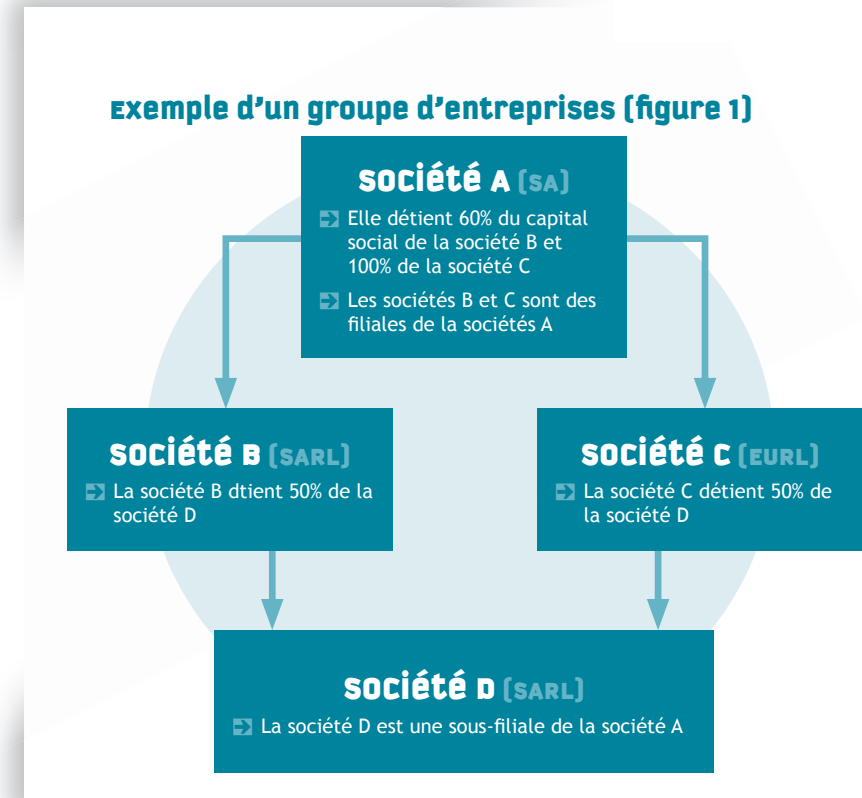 Exemple d'un groupe d'entreprises (figure 1)
société A (SA)
Elle détient 60% du capital
social de la société B et
100% de la société C
Les sociétés B et C sont des
filiales de la sociétés A
société B (SARL)
La société B dtient 50% de la
société D
société C (EURL)
La société C détient 50% de
la société D
société D (SARL)
La société D est une sous-filiale de la société A